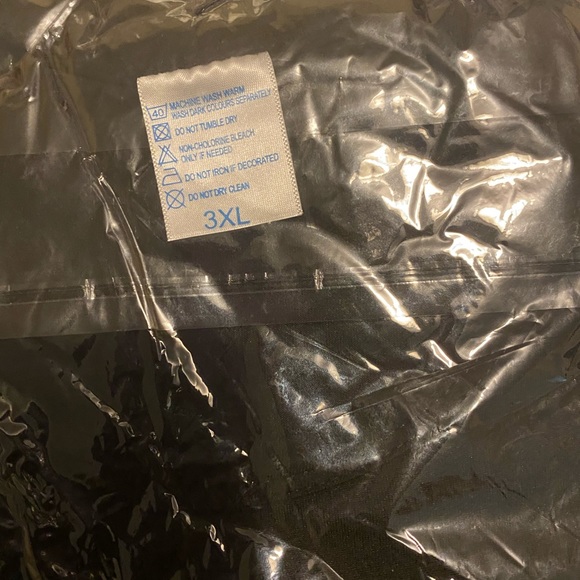 40 MACHINE WASH WARM
WASH DARK COLOURS SEPARATELY
DO NOT TUMBLE DRY
NON-CHOLORINE BLEACH
ONLY IF NEEDED
DO NOT IRON IF DECORATED
DO NOT DRY CLEAN
3XL